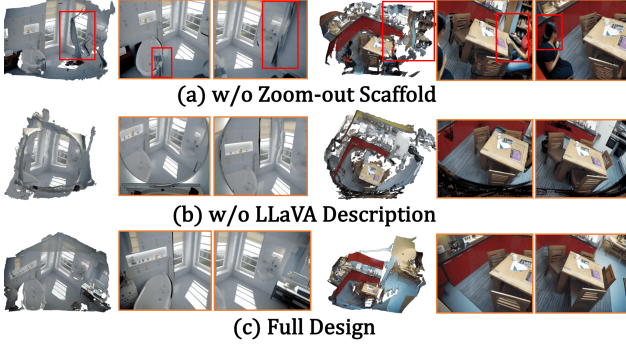 (a) w/o Zoom-out Scaffold
(b) w/o LLaVA Description
(c) Full Design